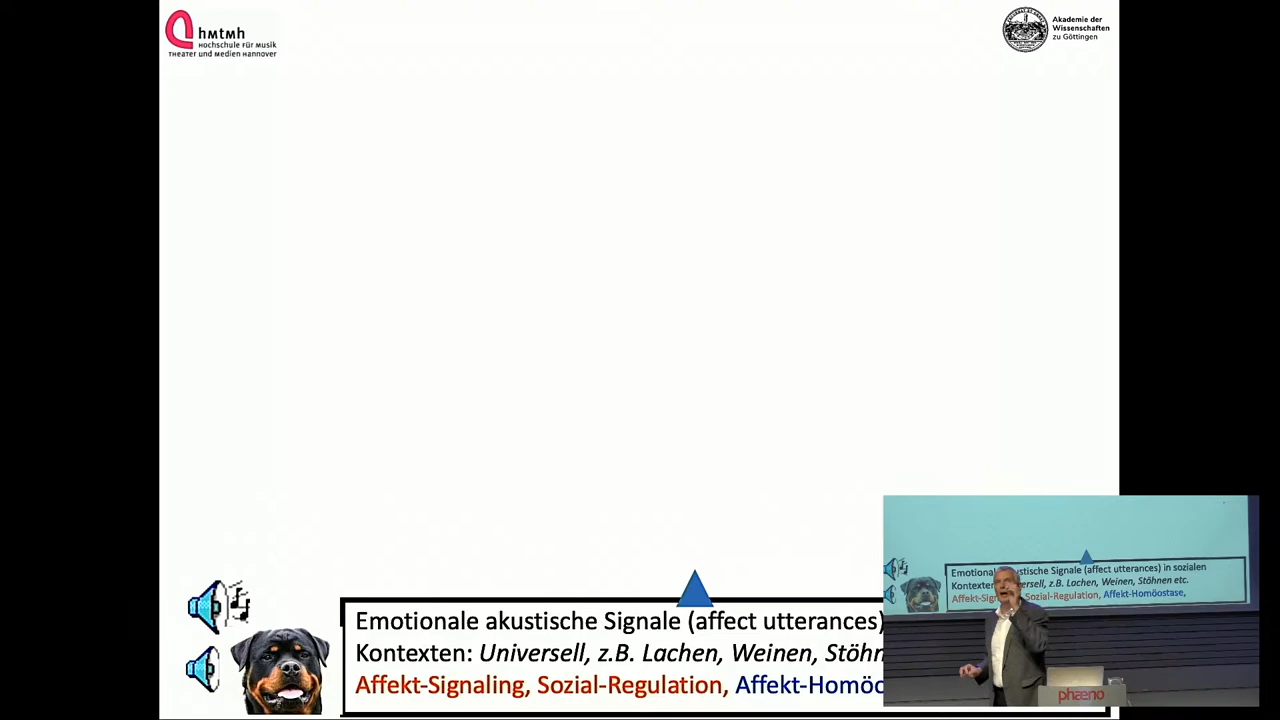 hmtmh
Hochschule für Musik
Theater und Medien Hannover
Akademie der
Wissenschaften
zu Göttingen
Emotionale akustische Signale (affect utterances)
Kontexten: Universell, z.B. Lachen, Weinen, Stöhn
Affekt-Signaling, Sozial-Regulation, Affekt-Homöo
Emotionale akustische Signale (affect utterances) in sozialen
Kontexten Universell, z.B. Lachen, Weinen, Stöhnen etc.
Sozial-Regulation, Affekt-Homöostase,
phæno